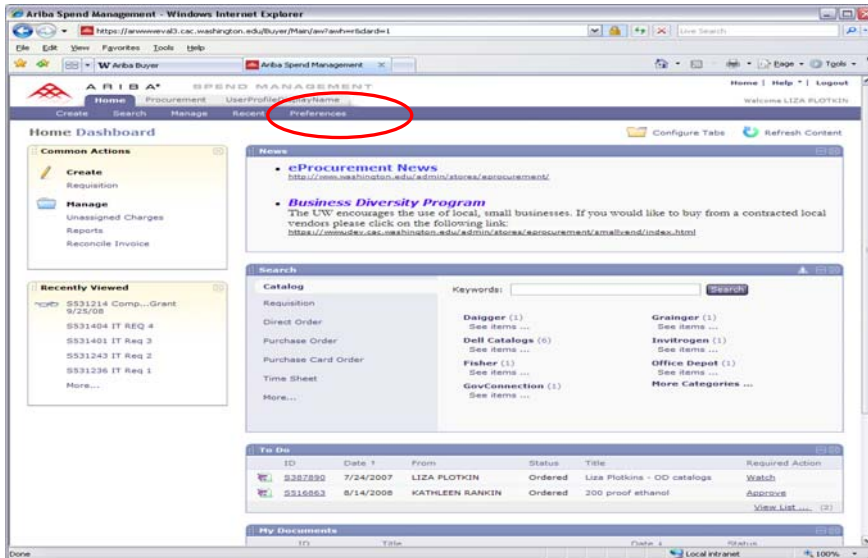 Ariba Spend Management - Windows Internet Explorer
https://arwwweval3.cac.washington.edu/Buyer/Main/aw?awh=r&dard=1
Live Search
File Edit View Favorites Tools Help
W Ariba Buyer
Ariba Spend Management
Page Tools
ARIBA SPEND MANAGEMENT
Home | Help | Logout
Home Procurement UserProfileDisplayName
Welcome LIZA PLOTKIN
Create Search Manage Recent Preferences
Home Dashboard
Configure Tabs Refresh Content
Common Actions
Create
Requisition
Manage
Unassigned Charges
Reports
Reconcile Invoice
Recently Viewed
S531214 Comp...Grant
9/25/08
S531404 IT REQ 4
S531401 IT Req 3
S531243 IT Req 2
S531236 IT Req 1
More...
News
• eProcurement News
http://www.washington.edu/admin/stores/eprocurement/
• Business Diversity Program
The UW encourages the use of local, small businesses. If you would like to buy from a contracted local
vendors please click on the following link:
https://wwwudev.cac.washington.edu/admin/stores/eprocurement/smallvend/index.html
Search
Catalog
Requisition
Direct Order
Purchase Order
Purchase Card Order
Time Sheet
More...
Keywords: Search
Daigger (1) Grainger (1)
See items ... See items ...
Dell Catalogs (6) Invitrogen (1)
See items ... See items ...
Fisher (1) Office Depot (1)
See items ... See items ...
GovConnection (1) More Categories ...
See items ...
To Do
ID Date ↑ From Status Title Required Action
S387890 7/24/2007 LIZA PLOTKIN Ordered Liza Plotkins - OD catalogs Watch
S516863 8/14/2008 KATHLEEN RANKIN Ordered 200 proof ethanol Approve
View List ... (2)
My Documents
ID Title Date ↓ Status
Done
Local intranet
100%